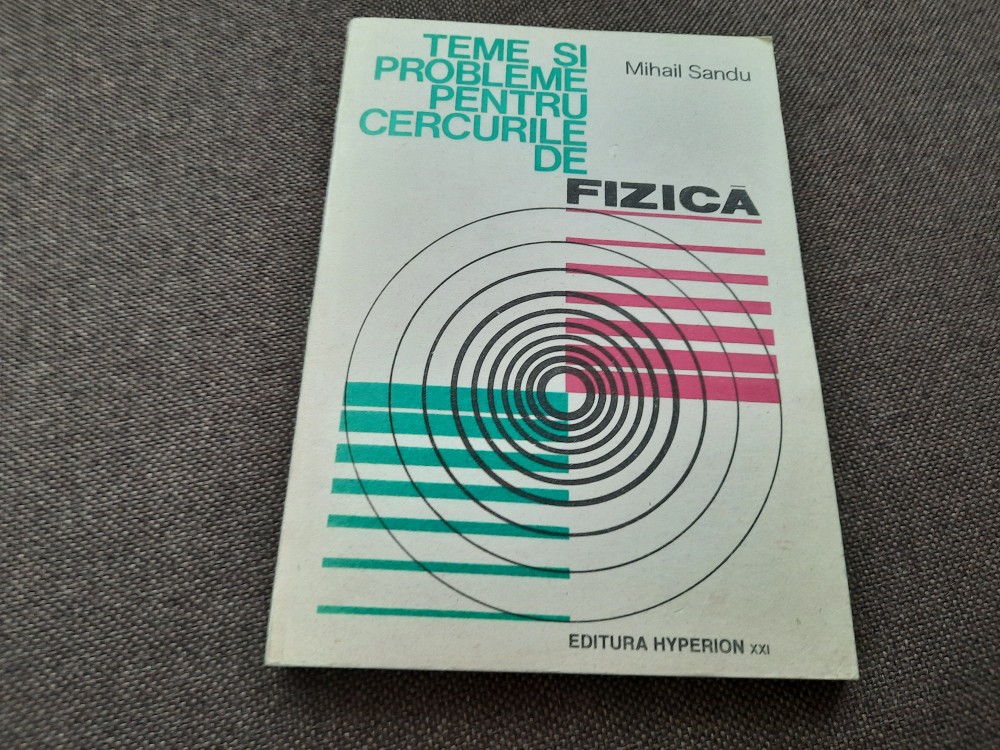 TEME SI
PROBLEME
PENTRU
CERCURILE
DE
FIZICĂ
Mihail Sandu
EDITURA HYPERION XXI